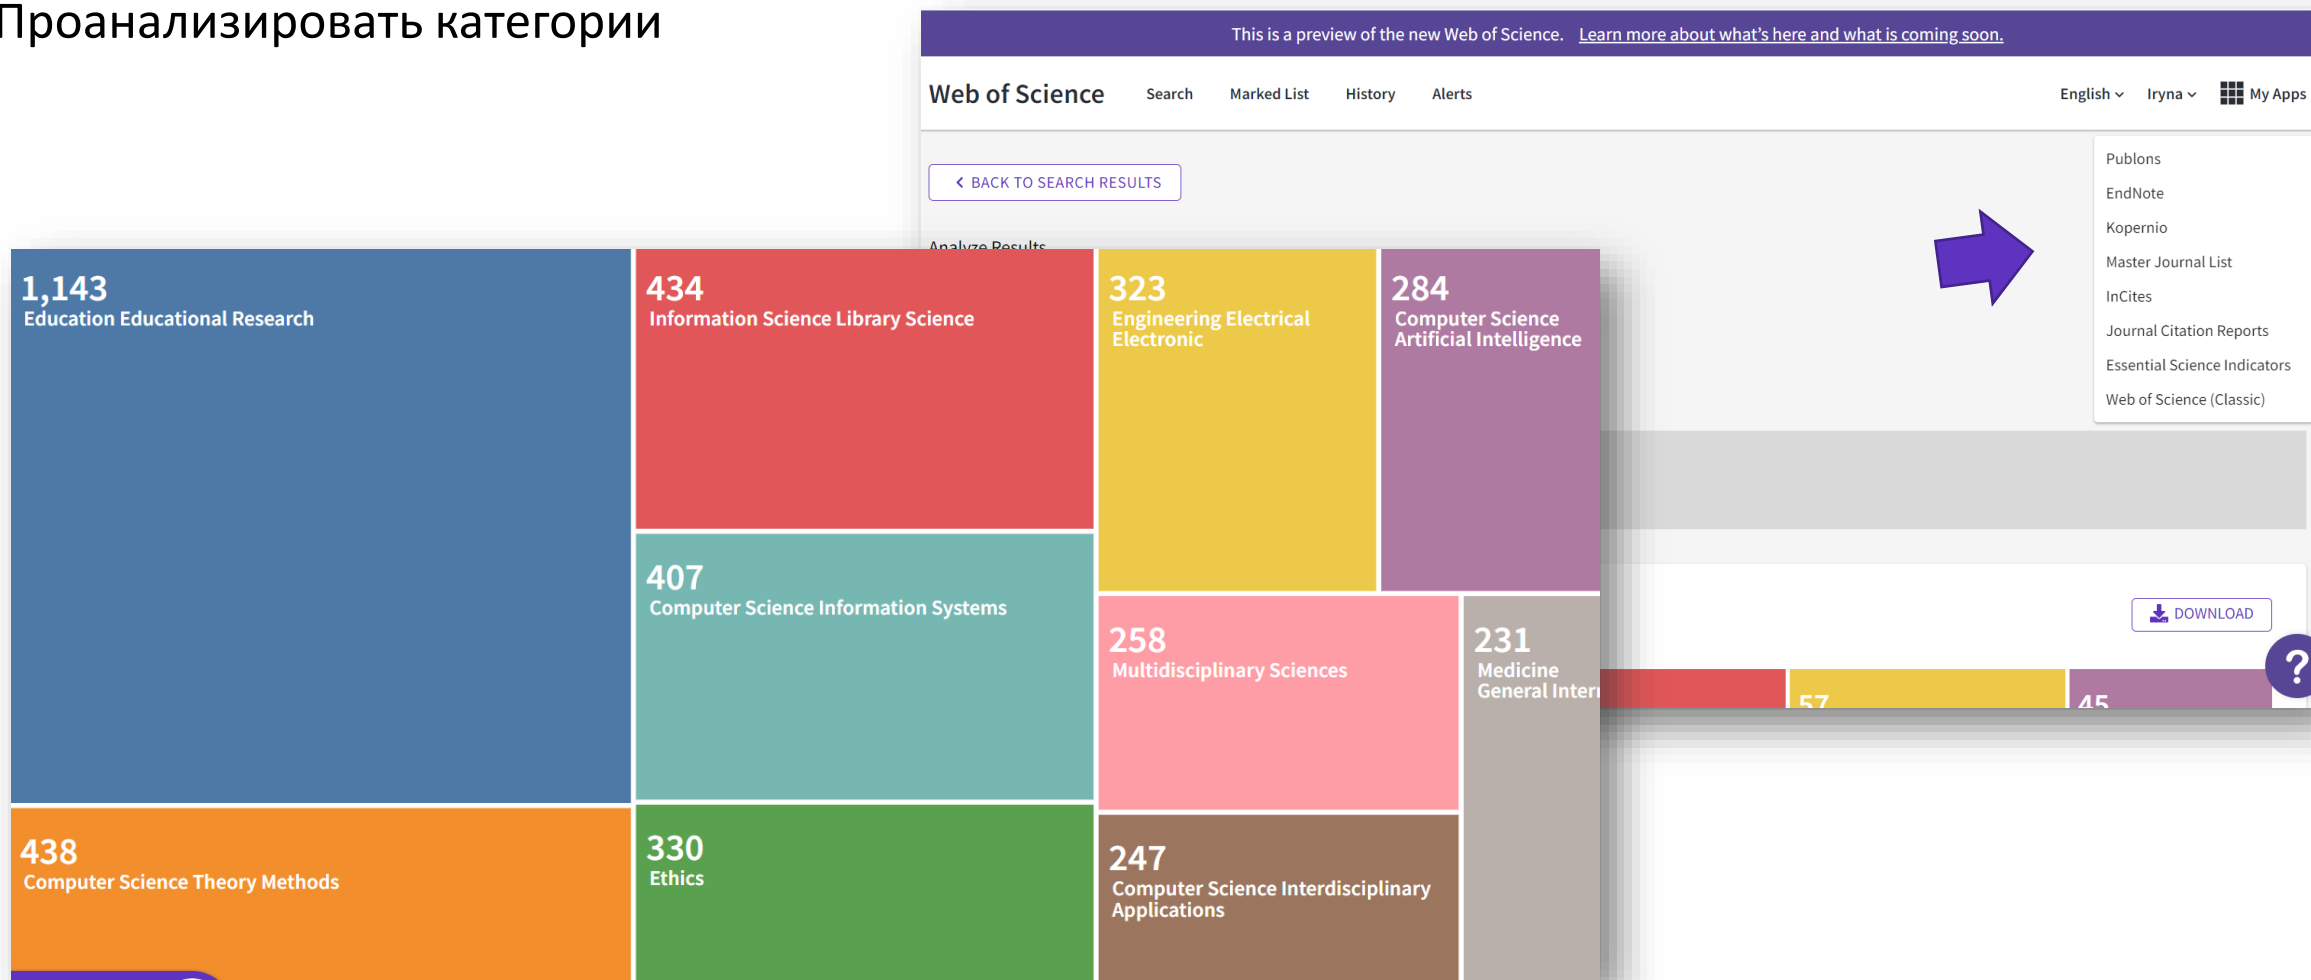 Проанализировать категории
This is a preview of the new Web of Science. Learn more about what's here and what is coming soon.
Web of Science Search Marked List History Alerts English Iryna My Apps
Publons
EndNote
Kopernio
Master Journal List
InCites
Journal Citation Reports
Essential Science Indicators
Web of Science (Classic)
BACK TO SEARCH RESULTS
Analyze Results
1,143
Education Educational Research
434
Information Science Library Science
323
Engineering Electrical
Electronic
284
Computer Science
Artificial Intelligence
407
Computer Science Information Systems
258
Multidisciplinary Sciences
231
Medicine
General
438
Computer Science Theory Methods
330
Ethics
247
Computer Science Interdisciplinary
Applications
DOWNLOAD
?
57
45